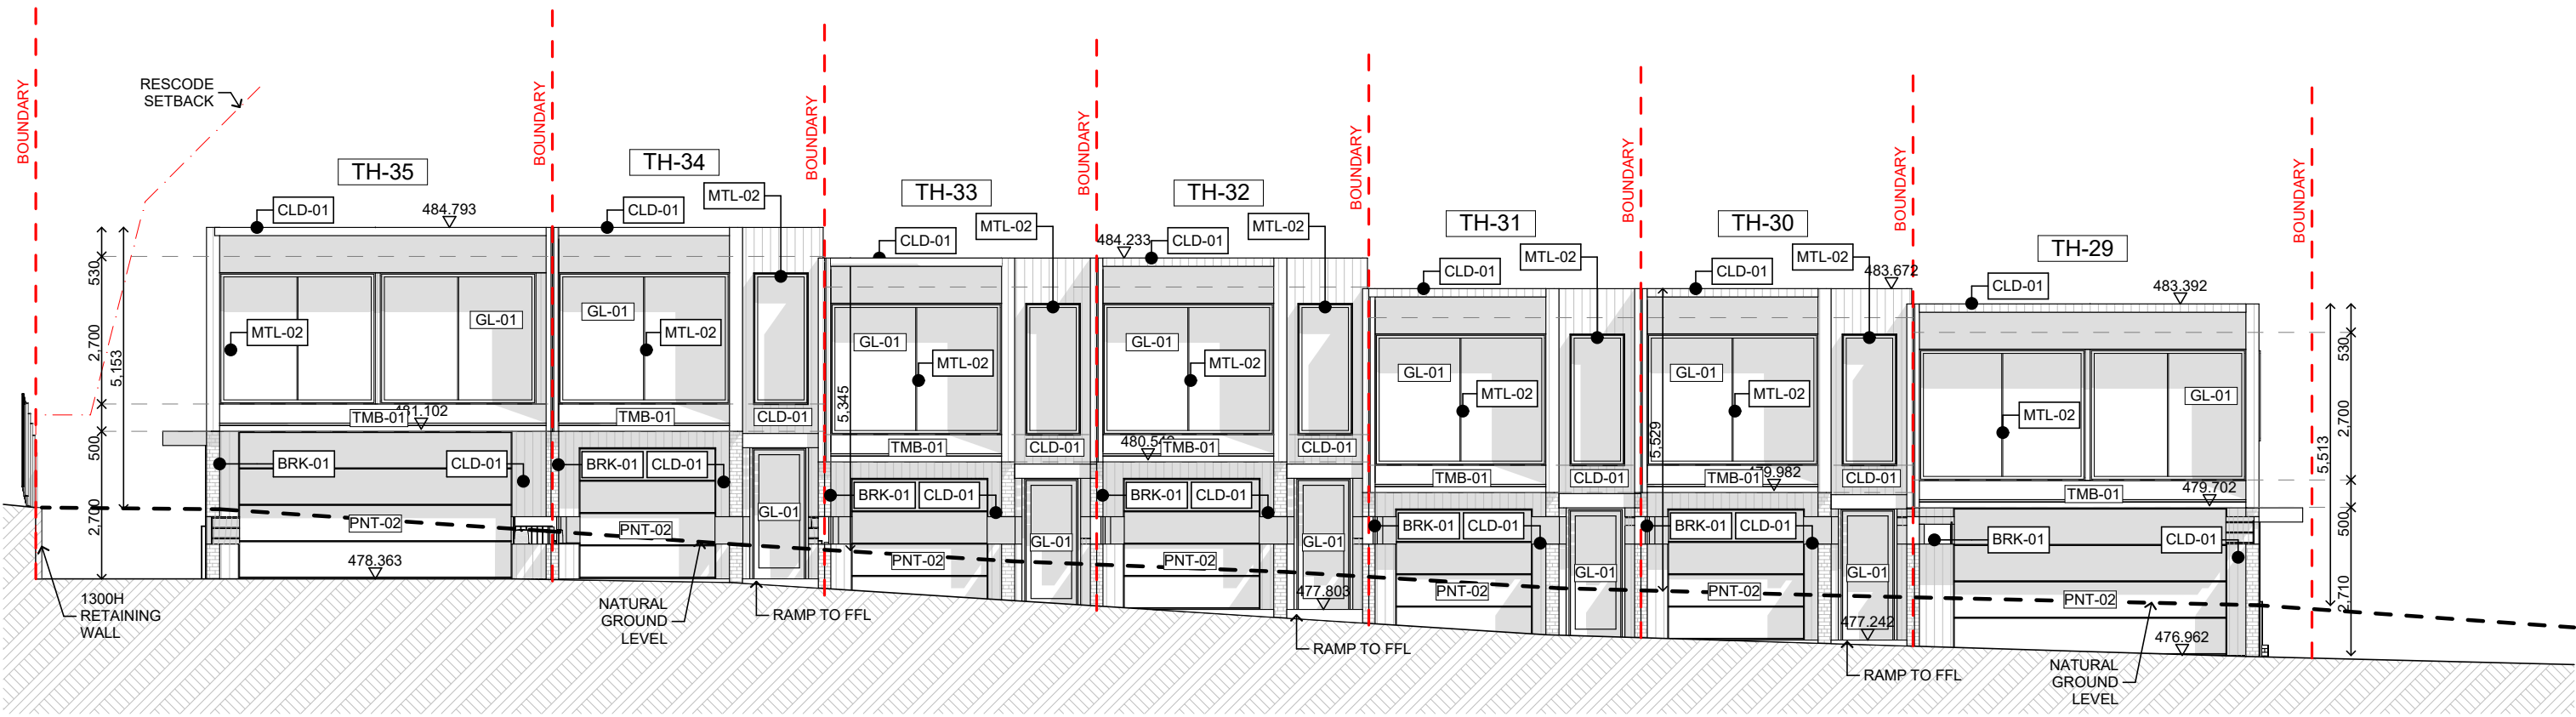 BOUNDARY
RESCODE
SETBACK
BOUNDARY
BOUNDARY
BOUNDARY
BOUNDARY
BOUNDARY
BOUNDARY
BOUNDARY
TH-35
TH-34
TH-33
TH-32
TH-31
TH-30
TH-29
CLD-01
484.793
CLD-01
MTL-02
CLD-01
MTL-02
484.233
CLD-01
MTL-02
CLD-01
MTL-02
CLD-01
MTL-02
483.672
CLD-01
483.392
530
2,700
5,153
500
2,700
MTL-02
GL-01
GL-01
MTL-02
GL-01
MTL-02
5,345
GL-01
MTL-02
GL-01
MTL-02
5,529
GL-01
MTL-02
MTL-02
GL-01
530
2,700
5,513
500
2,710
TMB-01
TMB-01
CLD-01
TMB-01
CLD-01
TMB-01
CLD-01
TMB-01
CLD-01
TMB-01
CLD-01
TMB-01
479.702
BRK-01
CLD-01
BRK-01
CLD-01
BRK-01
CLD-01
BRK-01
CLD-01
BRK-01
CLD-01
BRK-01
CLD-01
BRK-01
CLD-01
PNT-02
PNT-02
GL-01
PNT-02
GL-01
PNT-02
GL-01
PNT-02
GL-01
PNT-02
GL-01
PNT-02
478.363
477.803
477.242
476.962
1300H
RETAINING
WALL
NATURAL
GROUND
LEVEL
RAMP TO FFL
RAMP TO FFL
RAMP TO FFL
NATURAL
GROUND
LEVEL